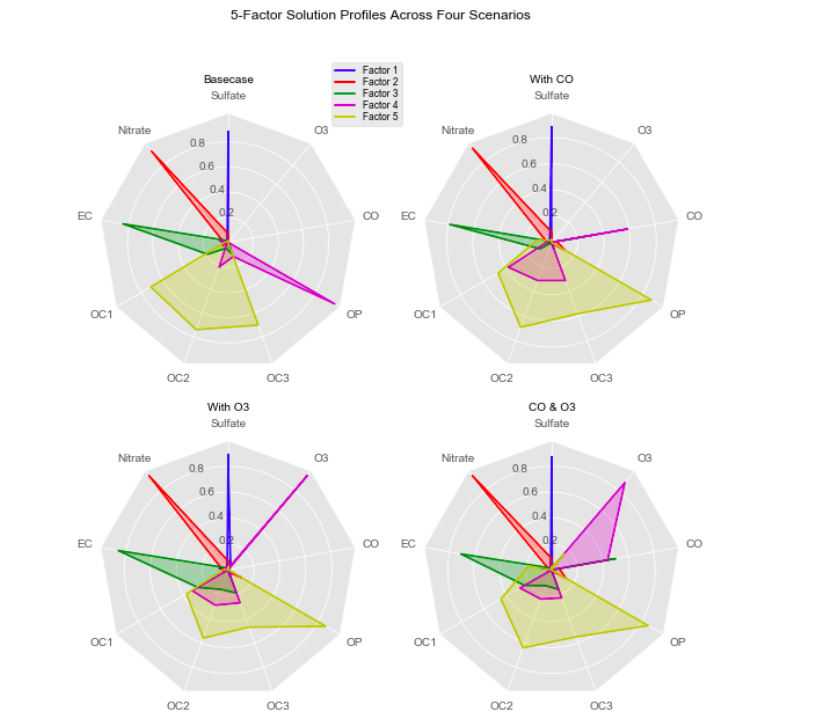 5-Factor Solution Profiles Across Four Scenarios
Basecase
Sulfate
O3
CO
OP
OC3
OC2
OC1
EC
Nitrate
0.2
0.4
0.6
0.8
Factor 1
Factor 2
Factor 3
Factor 4
Factor 5
With CO
Sulfate
O3
CO
OP
OC3
OC2
OC1
EC
Nitrate
0.2
0.4
0.6
0.8
With O3
Sulfate
O3
CO
OP
OC3
OC2
OC1
EC
Nitrate
0.2
0.4
0.6
0.8
CO & O3
Sulfate
O3
CO
OP
OC3
OC2
OC1
EC
Nitrate
0.2
0.4
0.6
0.8